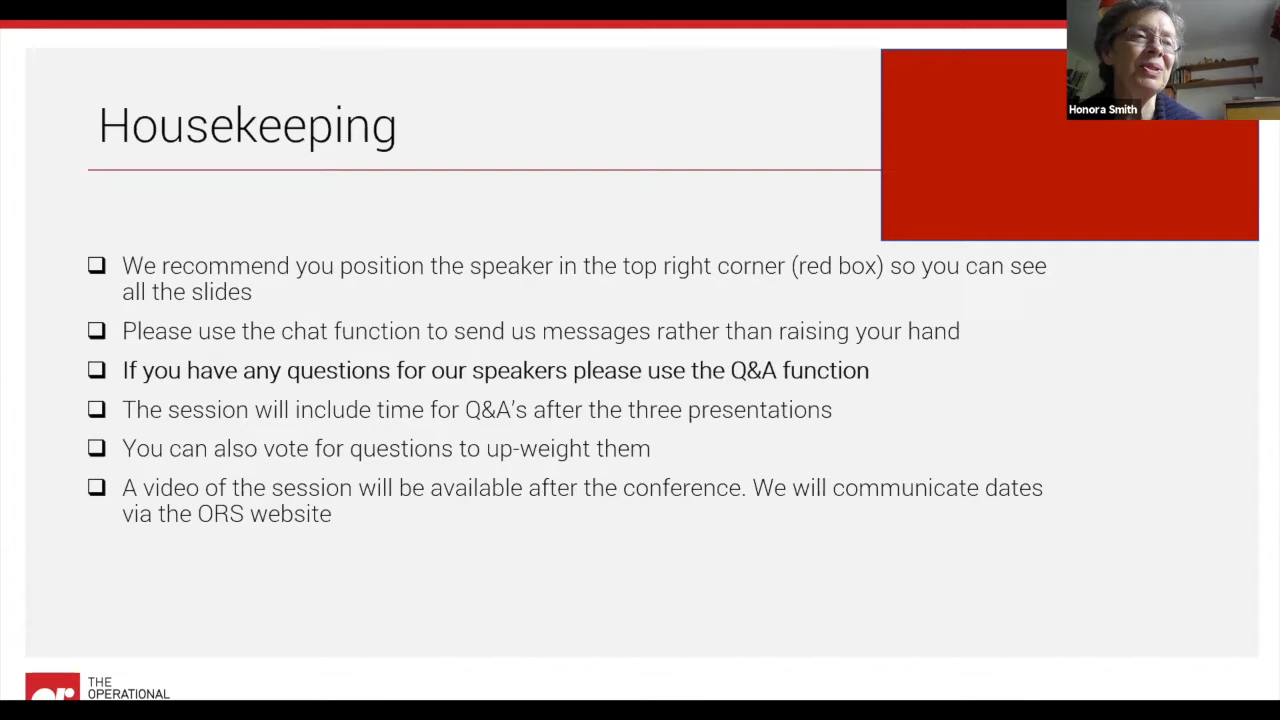 Honora Smith
Housekeeping
We recommend you position the speaker in the top right corner (red box) so you can see
all the slides
Please use the chat function to send us messages rather than raising your hand
If you have any questions for our speakers please use the Q&A function
The session will include time for Q&A's after the three presentations
You can also vote for questions to up-weight them
A video of the session will be available after the conference. We will communicate dates
via the ORS website
THE
OPERATIONAL